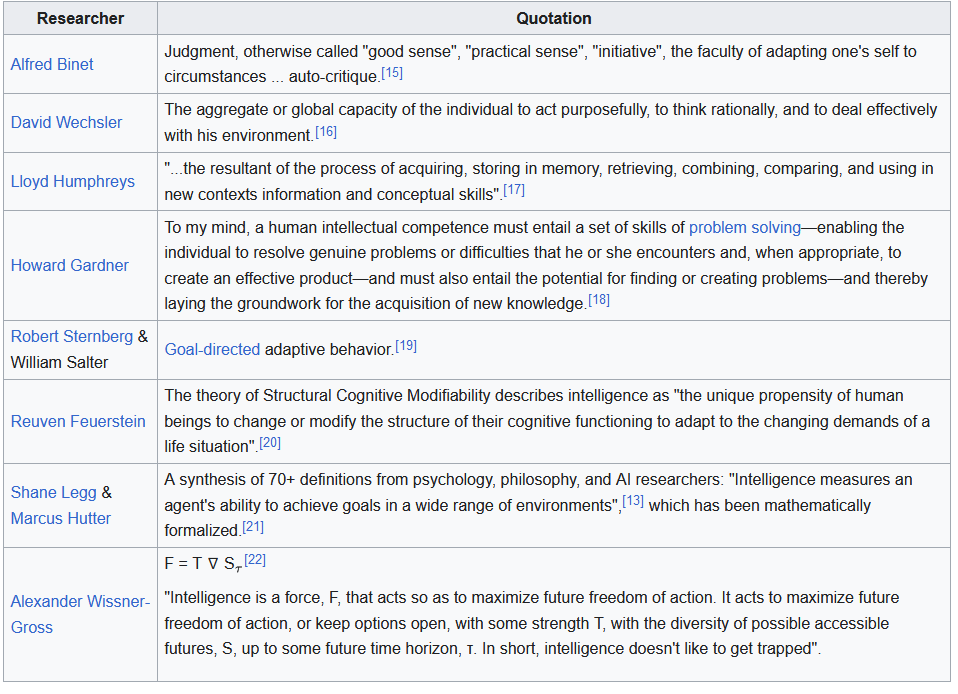 Researcher Quotation
Alfred Binet
Judgment, otherwise called "good sense", "practical sense", "initiative", the faculty of adapting one's self to
circumstances ... auto-critique.[15]
David Wechsler
The aggregate or global capacity of the individual to act purposefully, to think rationally, and to deal effectively
with his environment.[16]
Lloyd Humphreys
"...the resultant of the process of acquiring, storing in memory, retrieving, combining, comparing, and using in
new contexts information and conceptual skills".[17]
Howard Gardner
To my mind, a human intellectual competence must entail a set of skills of problem solving—enabling the
individual to resolve genuine problems or difficulties that he or she encounters and, when appropriate, to
create an effective product—and must also entail the potential for finding or creating problems—and thereby
laying the groundwork for the acquisition of new knowledge.[18]
Robert Sternberg &
William Salter
Goal-directed adaptive behavior.[19]
Reuven Feuerstein
The theory of Structural Cognitive Modifiability describes intelligence as "the unique propensity of human
beings to change or modify the structure of their cognitive functioning to adapt to the changing demands of a
life situation".[20]
Shane Legg &
Marcus Hutter
A synthesis of 70+ definitions from psychology, philosophy, and AI researchers: "Intelligence measures an
agent's ability to achieve goals in a wide range of environments",[13] which has been mathematically
formalized.[21]
Alexander Wissner-
Gross
F = T ∇ Sτ[22]
"Intelligence is a force, F, that acts so as to maximize future freedom of action. It acts to maximize future
freedom of action, or keep options open, with some strength T, with the diversity of possible accessible
futures, S, up to some future time horizon, τ. In short, intelligence doesn't like to get trapped".